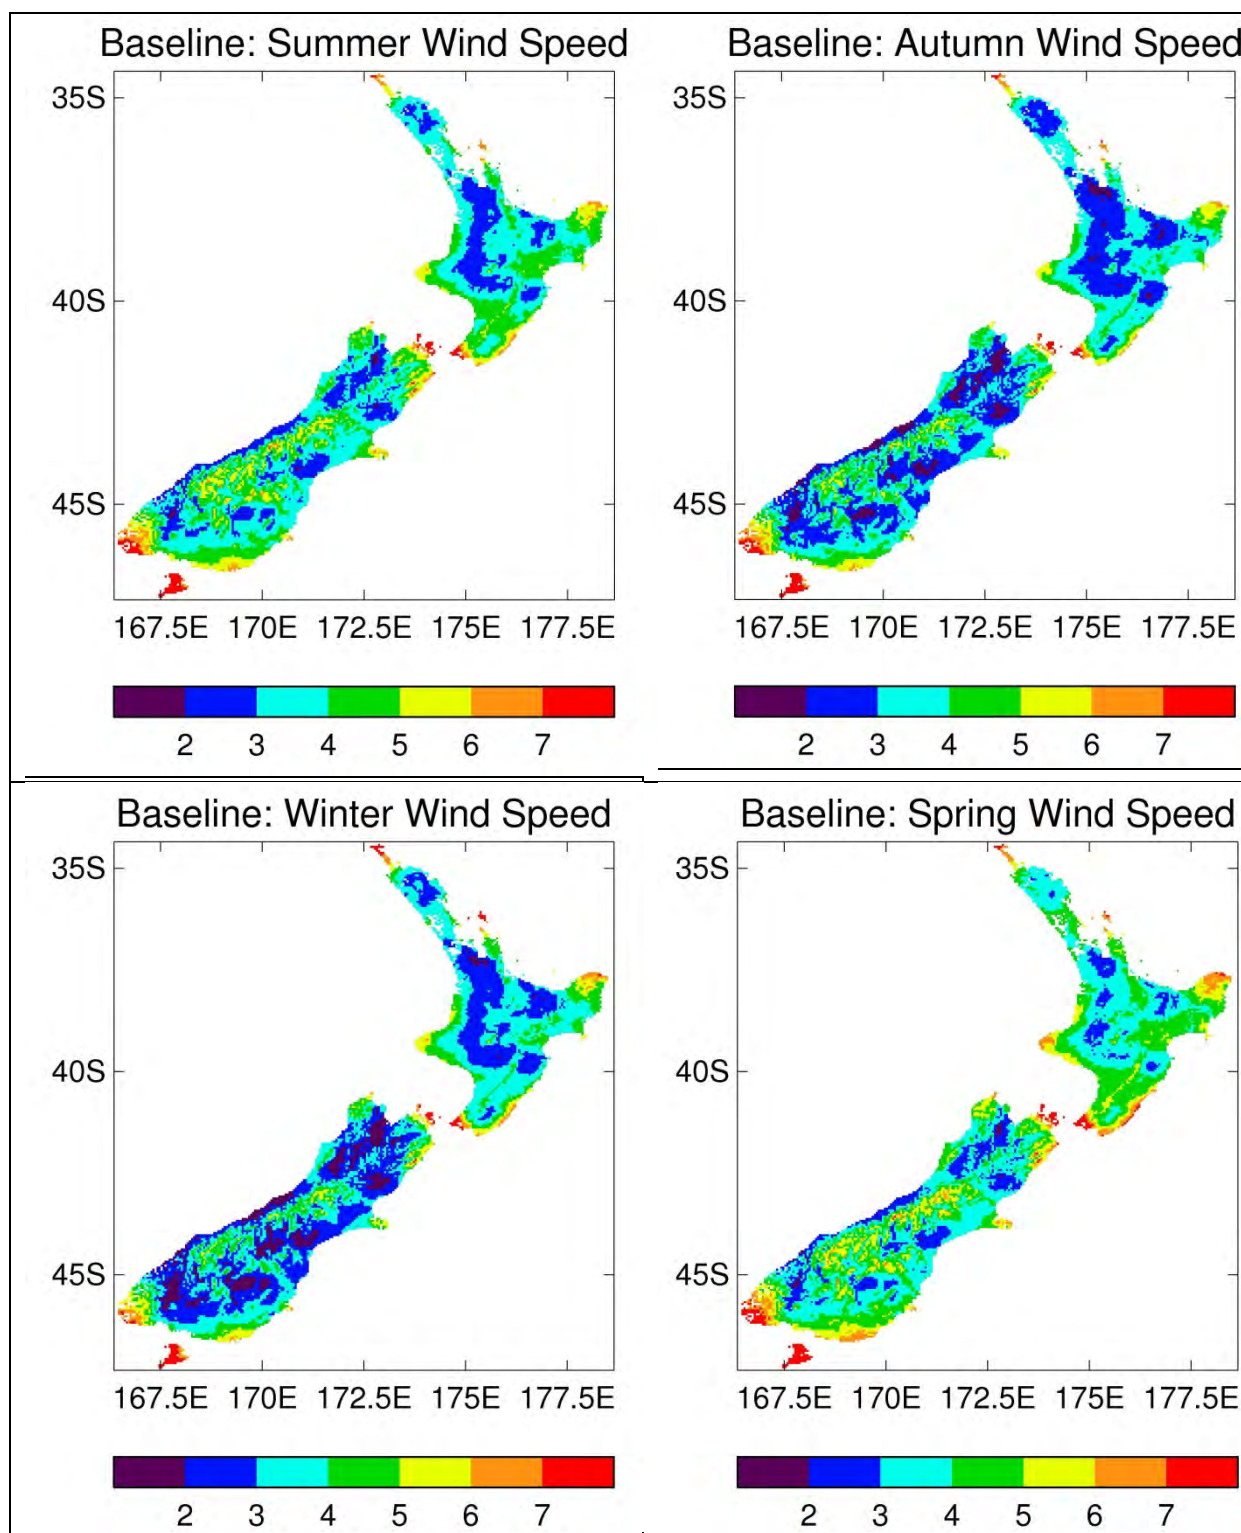 Baseline: Summer Wind Speed
35S
40S
45S
167.5E 170E 172.5E 175E 177.5E
2 3 4 5 6 7
Baseline: Autumn Wind Speed
35S
40S
45S
167.5E 170E 172.5E 175E 177.5E
2 3 4 5 6 7
Baseline: Winter Wind Speed
35S
40S
45S
167.5E 170E 172.5E 175E 177.5E
2 3 4 5 6 7
Baseline: Spring Wind Speed
35S
40S
45S
167.5E 170E 172.5E 175E 177.5E
2 3 4 5 6 7